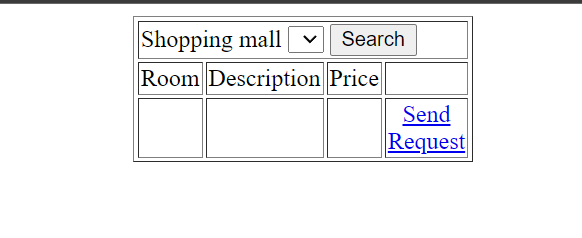 Shopping mall Search
Room Description Price
Send
Request